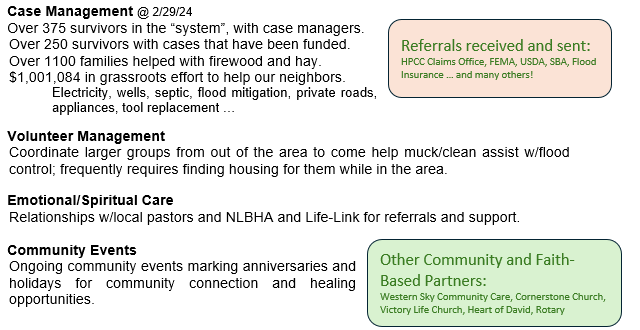 Case Management @ 2/29/24
Over 375 survivors in the “system”, with case managers.
Over 250 survivors with cases that have been funded.
Over 1100 families helped with firewood and hay.
$1,001,084 in grassroots effort to help our neighbors.
Electricity, wells, septic, flood mitigation, private roads,
appliances, tool replacement …
Referrals received and sent:
HPCC Claims Office, FEMA, USDA, SBA, Flood
Insurance … and many others!
Volunteer Management
Coordinate larger groups from out of the area to come help muck/clean assist w/flood
control; frequently requires finding housing for them while in the area.
Emotional/Spiritual Care
Relationships w/local pastors and NLBHA and Life-Link for referrals and support.
Community Events
Ongoing community events marking anniversaries and
holidays for community connection and healing
opportunities.
Other Community and Faith-
Based Partners:
Western Sky Community Care, Cornerstone Church,
Victory Life Church, Heart of David, Rotary